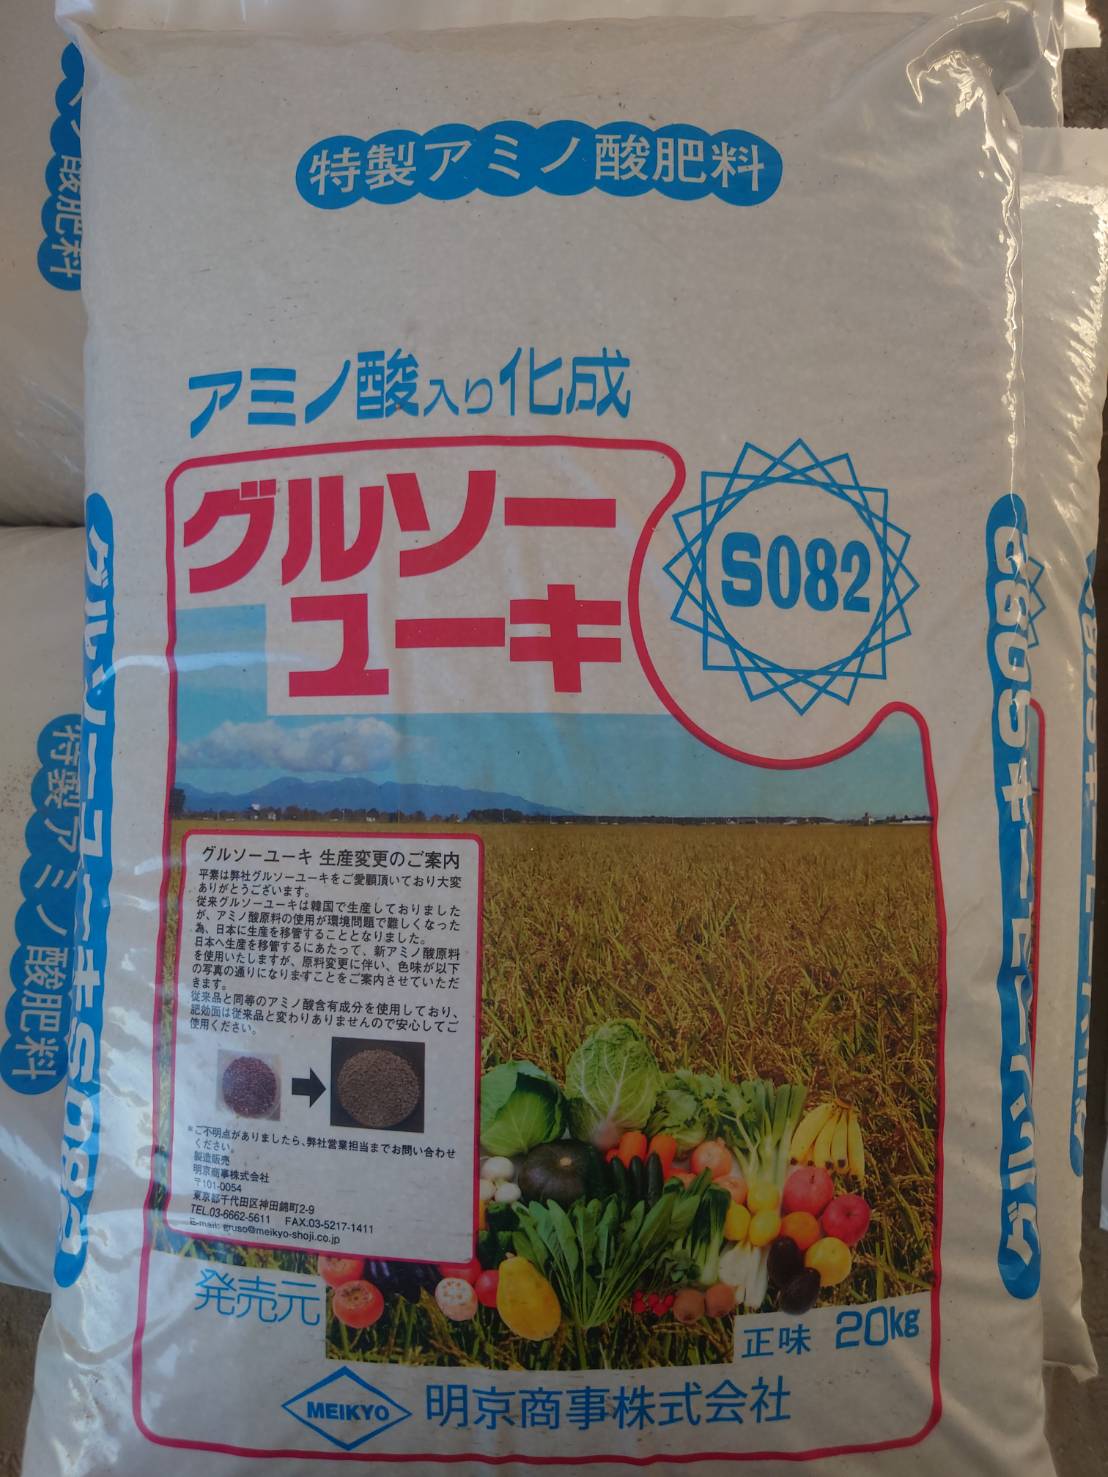 特製アミノ酸肥料
アミノ酸入り化成
グルソー
ユーキ
S082
グルソーユーキ 生産変更のご案内
平素は弊社グルソーユーキをご愛顧頂いており大変
ありがとうございます。
従来グルソーユーキは韓国で生産しておりました
が、アミノ酸原料の使用が環境問題で難しくなった
為、日本に生産を移管することとなりました。
日本へ生産を移管するにあたって、新アミノ酸原料
を使用いたしますが、原料変更に伴い、色味が以下
の写真の通りになりますことをご案内させていただ
きます。
従来品と同等のアミノ酸含有成分を使用しており、
肥効面は従来品と変わりありませんので安心してご
使用ください。
*ご不明点がありましたら、弊社営業担当までお問い合わせ
ください。
製造販売
明京商事株式会社
〒101-0054
東京都千代田区神田錦町2-9
TEL.03-6662-5611 FAX.03-5217-1411
E-mail: gruso@meikyo-shoji.co.jp
発売元
正味 20kg
MEIKYO 明京商事株式会社
グルソーユーキS082
グルソーユーキS082
特製アミノ酸肥料
ノ酸肥料